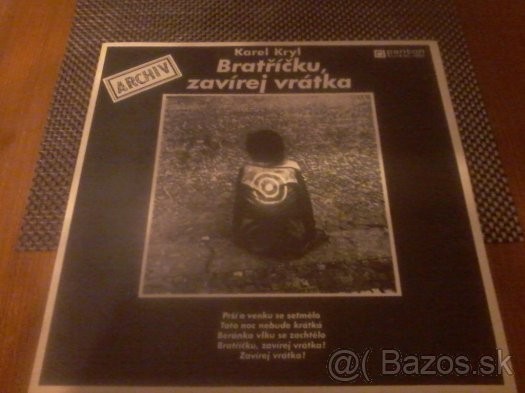 Karel Kryl
panton
Bratříčku,
zavírej vrátka
ARCHIV
Prší a venku se setmělo
Tato noc nebude krátká
Beránka vlku se zachtělo
Bratříčku, zavírej vrátka!
Zavírej vrátka!
@( Bazos.sk